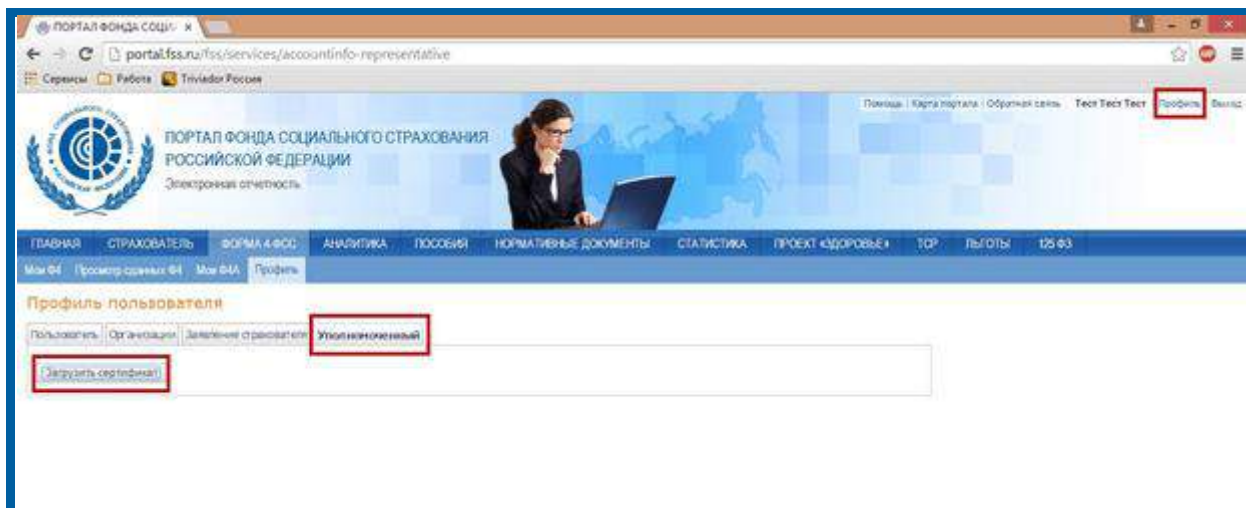 ПОРТАЛ ФОНДА СОЦИ
portal.fss.ru/fss/services/accountinfo-representative
Сервисы Работа Triviador Россия
Помощь Карта портала Обратная связь Тест Тест Тест Профиль Выход
ПОРТАЛ ФОНДА СОЦИАЛЬНОГО СТРАХОВАНИЯ
РОССИЙСКОЙ ФЕДЕРАЦИИ
Электронная отчетность
ГЛАВНАЯ СТРАХОВАТЕЛЬ ФОРМА 4-ФСС АНАЛИТИКА ПОСОБИЯ НОРМАТИВНЫЕ ДОКУМЕНТЫ СТАТИСТИКА ПРОЕКТ «ЗДОРОВЬЕ» ТСР ЛЬГОТЫ 125 ФЗ
Мои Ф4 Просмотр сданных Ф4 Мои Ф4А Профиль
Профиль пользователя
Пользователь Организации Заявление страхователя Уполномоченный
Загрузить сертификат